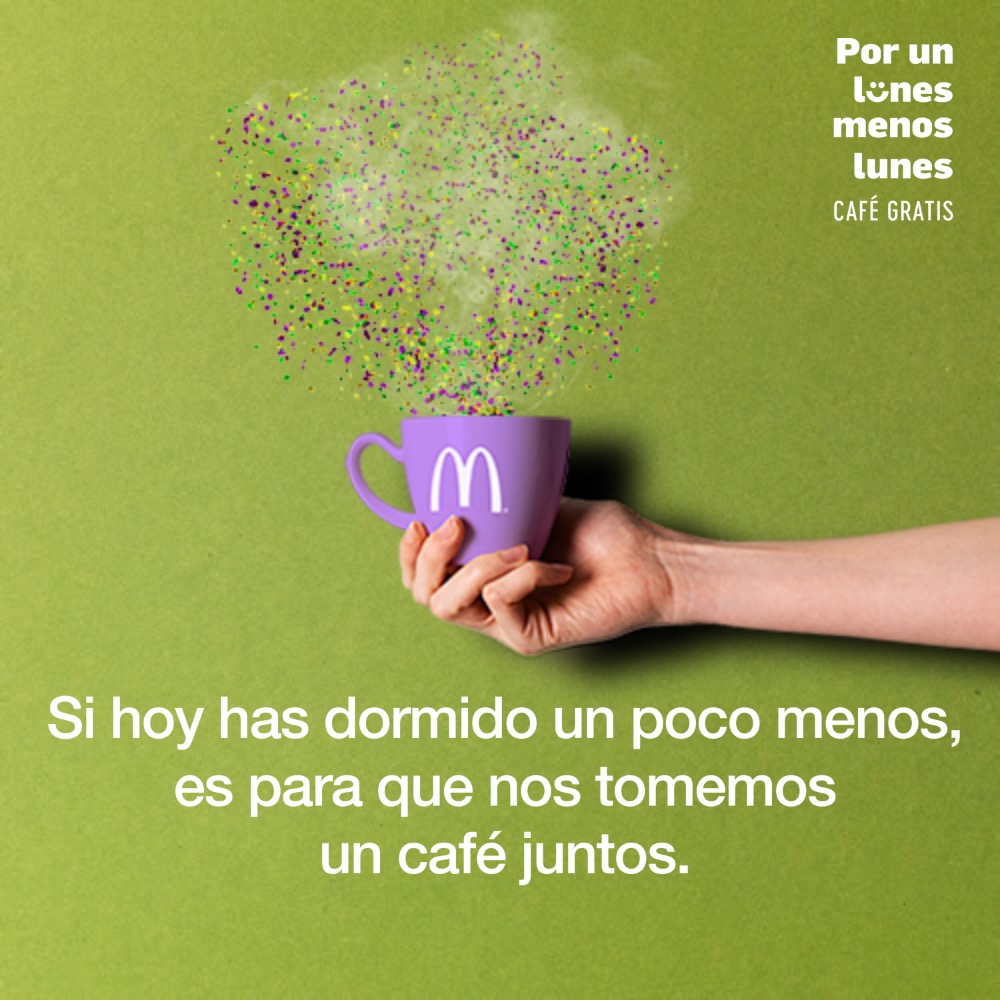 Por un
lünes
menos
lunes
CAFÉ GRATIS
M
Si hoy has dormido un poco menos,
es para que nos tomemos
un café juntos.